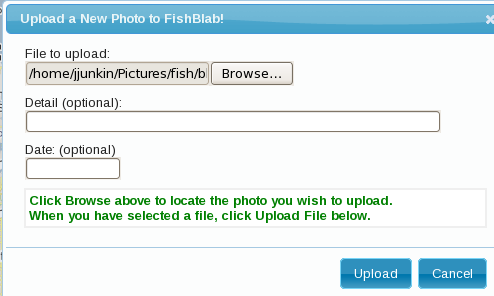 Upload a New Photo to FishBlab!
File to upload:
/home/jjunkin/Pictures/fish/b Browse...
Detail (optional):
Date: (optional)
Click Browse above to locate the photo you wish to upload.
When you have selected a file, click Upload File below.
Upload Cancel